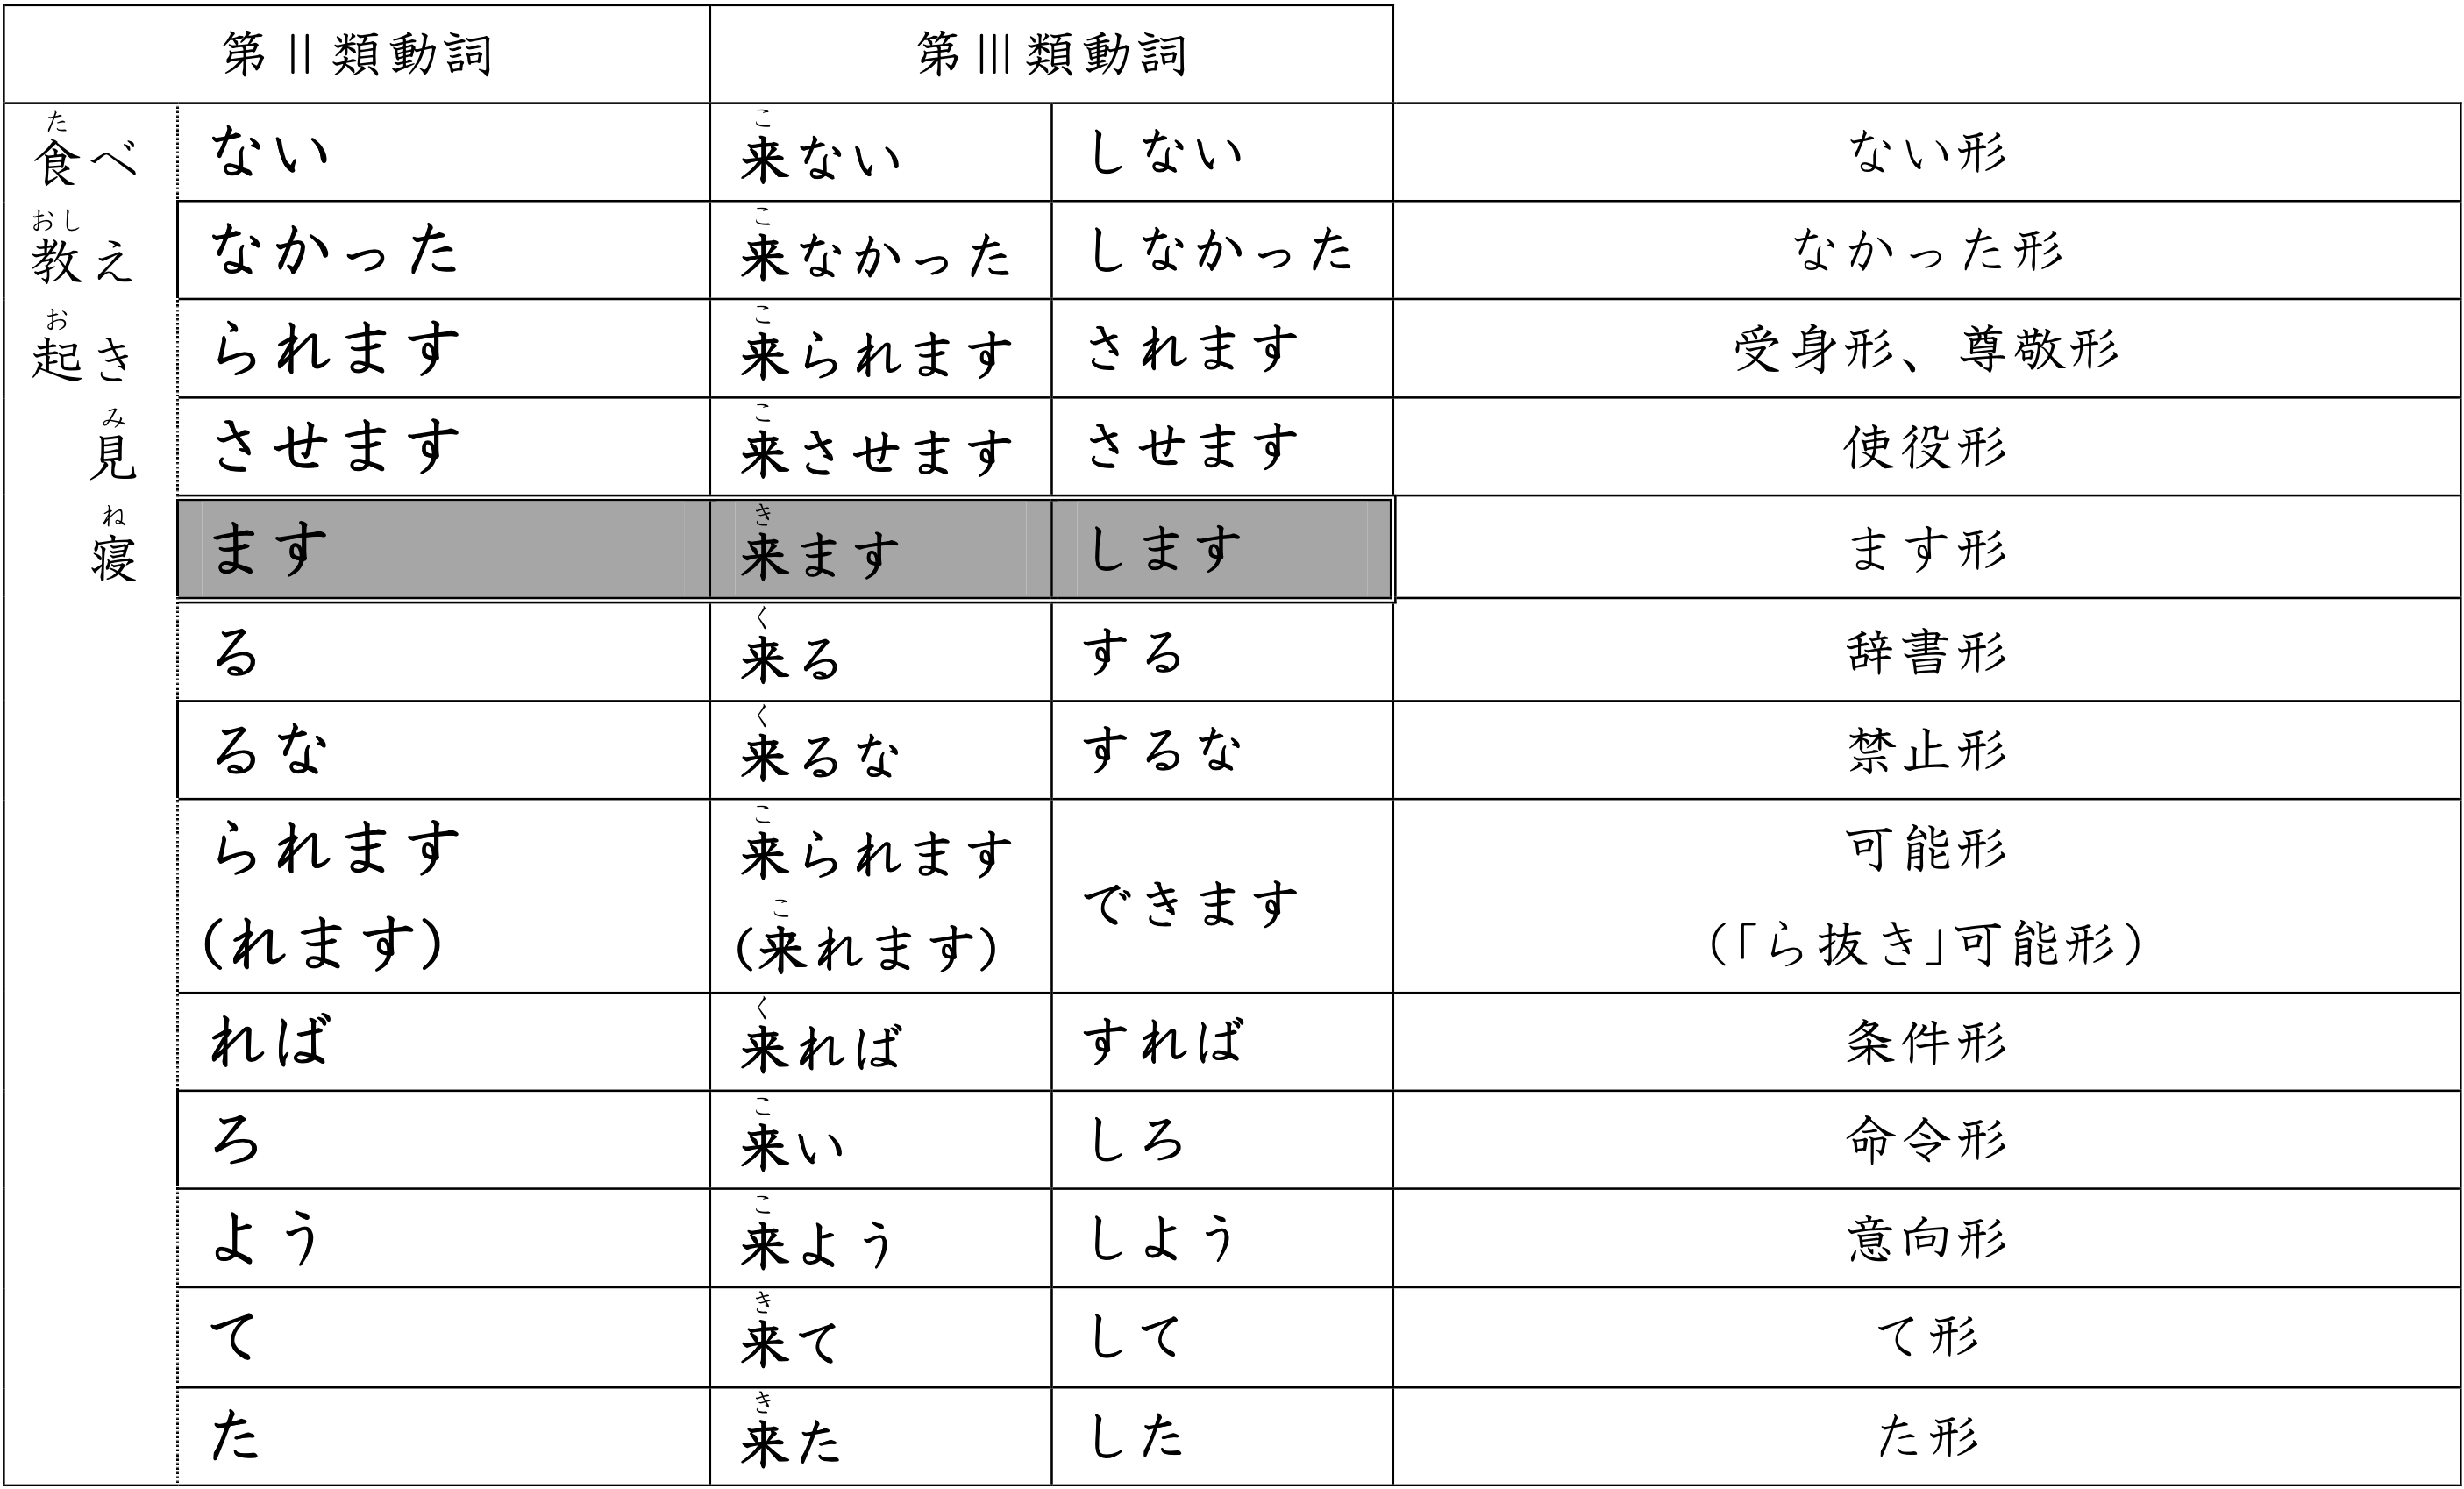 第Ⅱ類動詞 第Ⅲ類動詞
た こ
食べ ない 来ない しない ない形
おし こ
教え なかった 来なかった しなかった なかった形
お こ
起き られます 来られます されます 受身形、尊敬形
み こ
見 させます 来させます させます 使役形
ね き
寝 ます 来ます します ます形
く
る 来る する 辞書形
く
るな 来るな するな 禁止形
こ
られます 来られます できます 可能形
こ
(れます) (来れます) (「ら抜き」可能形)
く
れば 来れば すれば 条件形
こ
ろ 来い しろ 命令形
こ
よう 来よう しよう 意向形
き
て 来て して て形
き
た 来た した た形